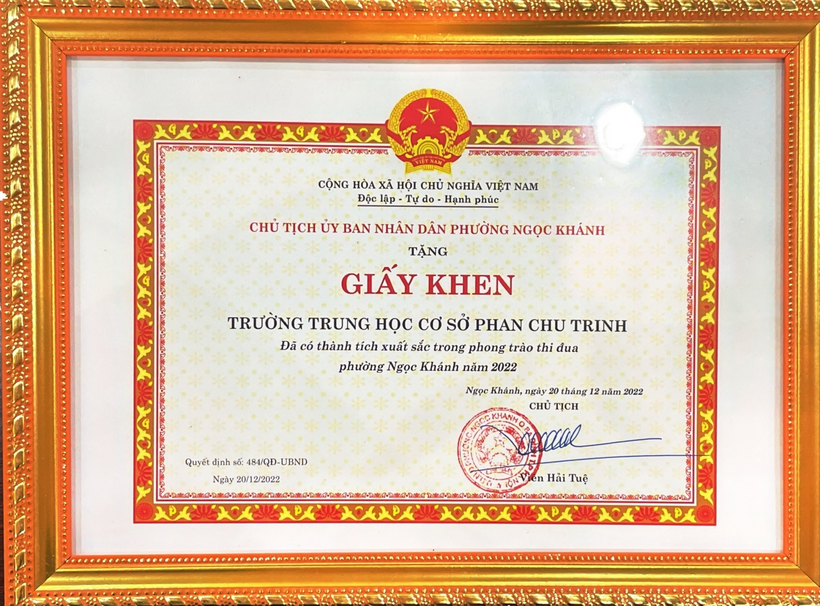 VIỆT NAM
CỘNG HÒA XÃ HỘI CHỦ NGHĨA VIỆT NAM
Độc lập - Tự do - Hạnh phúc
CHỦ TỊCH ỦY BAN NHÂN DÂN PHƯỜNG NGỌC KHÁNH
TẶNG
GIẤY KHEN
TRƯỜNG TRUNG HỌC CƠ SỞ PHAN CHU TRINH
Đã có thành tích xuất sắc trong phong trào thi đua
phường Ngọc Khánh năm 2022
Ngọc Khánh, ngày 20 tháng 12 năm 2022
CHỦ TỊCH
Quyết định số: 484/QĐ-UBND
Ngày 20/12/2022
Viên Hải Tuệ